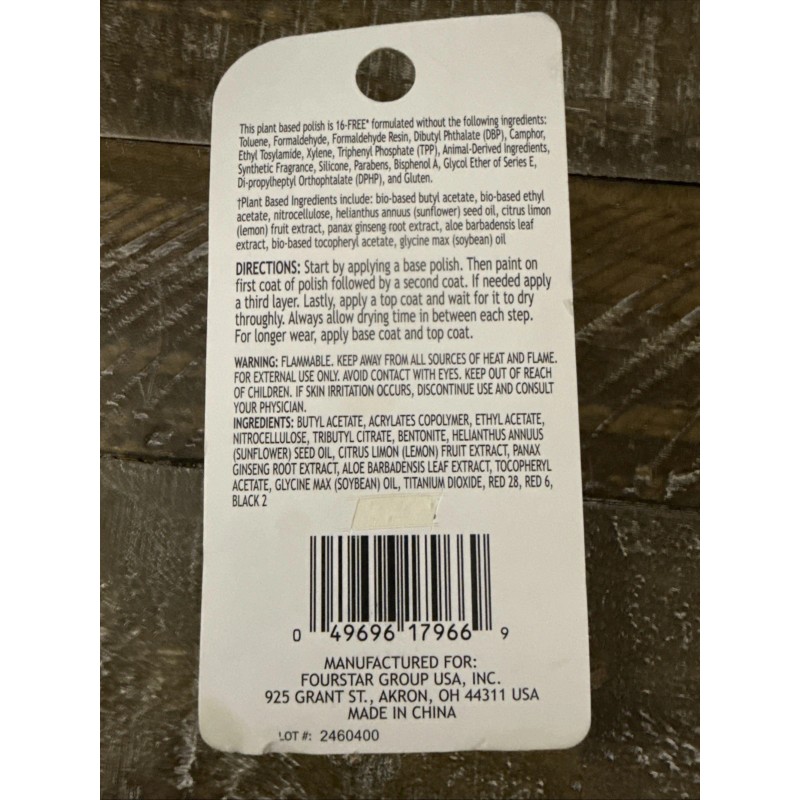 This plant based polish is 16-FREE* formulated without the following ingredients:
Toluene, Formaldehyde, Formaldehyde Resin, Dibutyl Phthalate (DBP), Camphor,
Ethyl Tosylamide, Xylene, Triphenyl Phosphate (TPP), Animal-Derived Ingredients,
Synthetic Fragrance, Silicone, Parabens, Bisphenol A, Glycol Ether of Series E,
Di-propylheptyl Orthophtalate (DPHP), and Gluten.
†Plant Based Ingredients include: bio-based butyl acetate, bio-based ethyl
acetate, nitrocellulose, helianthus annuus (sunflower) seed oil, citrus limon
(lemon) fruit extract, panax ginseng root extract, aloe barbadensis leaf
extract, bio-based tocopheryl acetate, glycine max (soybean) oil
DIRECTIONS: Start by applying a base polish. Then paint on
first coat of polish followed by a second coat. If needed apply
a third layer. Lastly, apply a top coat and wait for it to dry
throughly. Always allow drying time in between each step.
For longer wear, apply base coat and top coat.
WARNING: FLAMMABLE. KEEP AWAY FROM ALL SOURCES OF HEAT AND FLAME.
FOR EXTERNAL USE ONLY. AVOID CONTACT WITH EYES. KEEP OUT OF REACH
OF CHILDREN. IF SKIN IRRITATION OCCURS, DISCONTINUE USE AND CONSULT
YOUR PHYSICIAN.
INGREDIENTS: BUTYL ACETATE, ACRYLATES COPOLYMER, ETHYL ACETATE,
NITROCELLULOSE, TRIBUTYL CITRATE, BENTONITE, HELIANTHUS ANNUUS
(SUNFLOWER) SEED OIL, CITRUS LIMON (LEMON) FRUIT EXTRACT, PANAX
GINSENG ROOT EXTRACT, ALOE BARBADENSIS LEAF EXTRACT, TOCOPHERYL
ACETATE, GLYCINE MAX (SOYBEAN) OIL, TITANIUM DIOXIDE, RED 28, RED 6,
BLACK 2
0 49696 17966 9
MANUFACTURED FOR:
FOURSTAR GROUP USA, INC.
925 GRANT ST., AKRON, OH 44311 USA
MADE IN CHINA
LOT #: 2460400